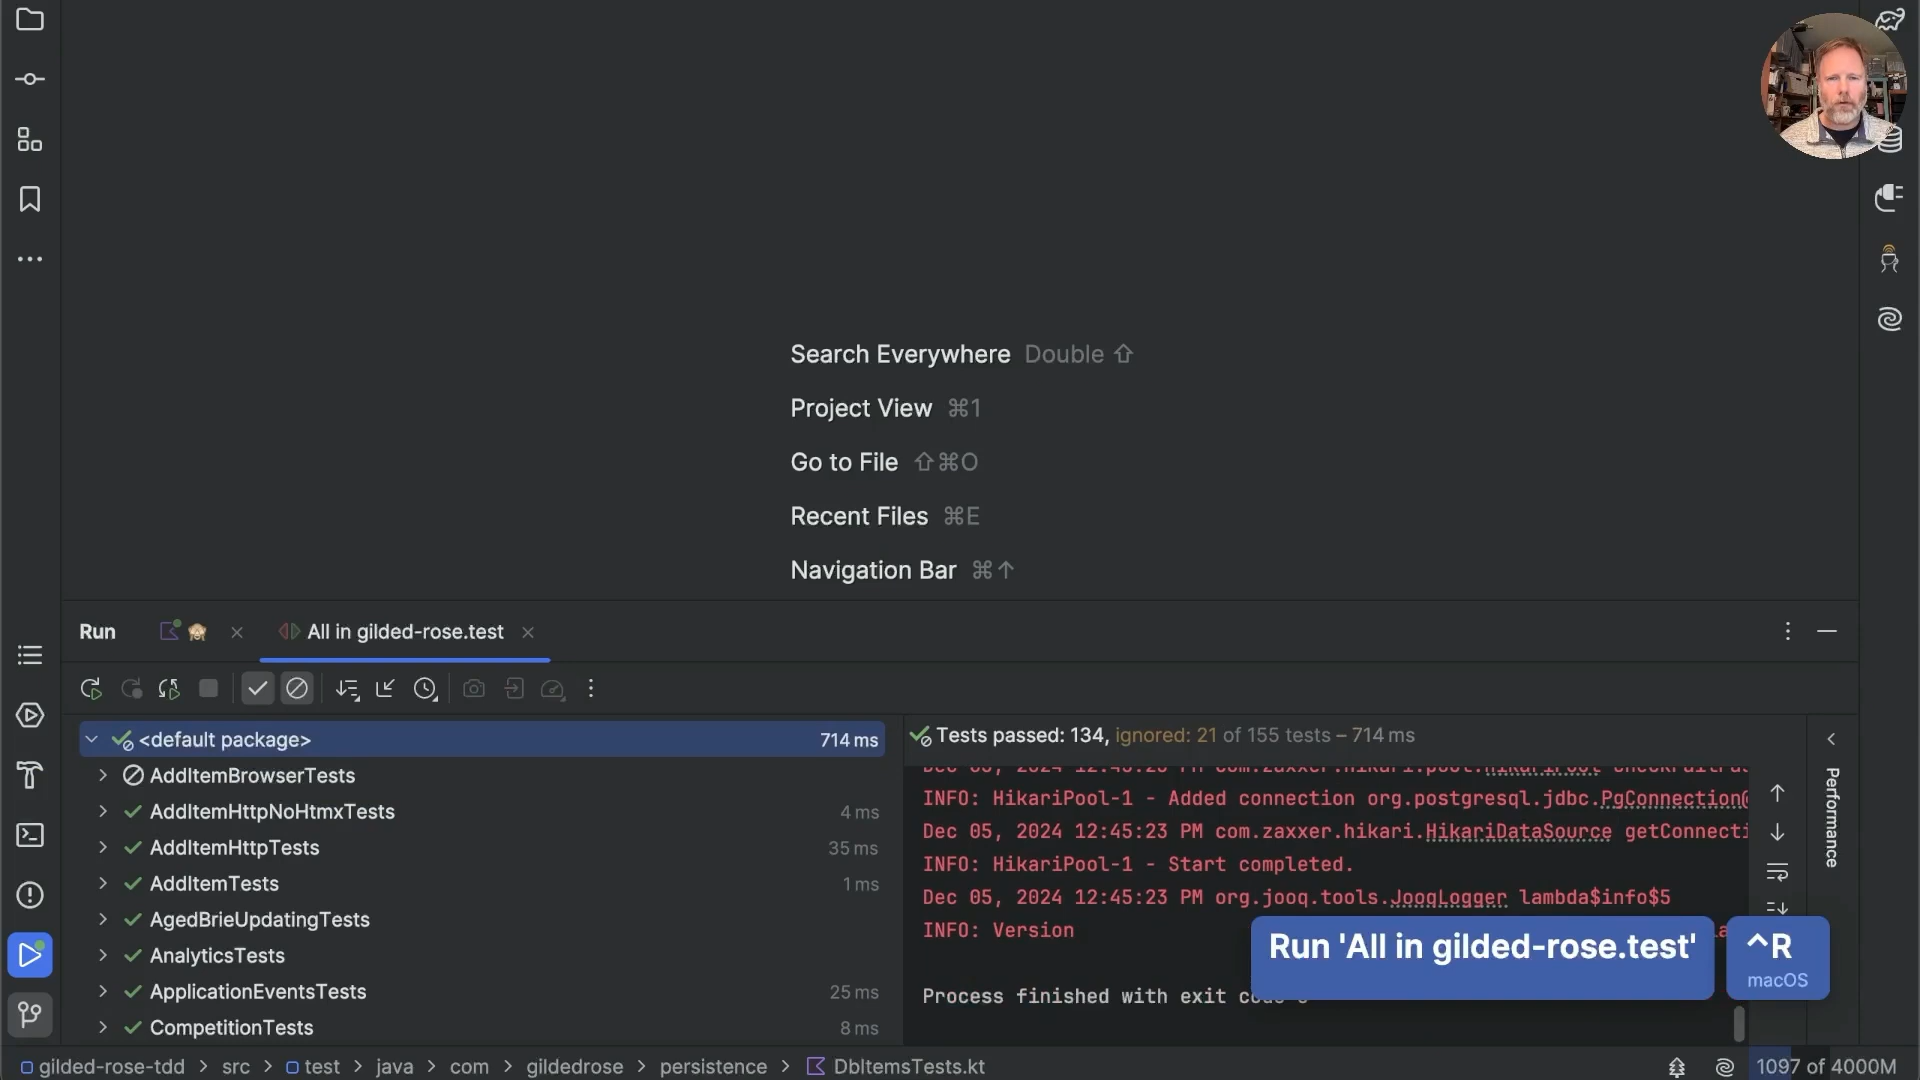 Search Everywhere Double ⇧
Project View ⌘1
Go to File ⇧⌘O
Recent Files ⌘E
Navigation Bar ⌘↑
Run
All in gilded-rose.test
<default package> 714 ms
AddItemBrowserTests
AddItemHttpNoHtmxTests 4 ms
AddItemHttpTests 35 ms
AddItemTests 1 ms
AgedBrieUpdatingTests
AnalyticsTests
ApplicationEventsTests 25 ms
CompetitionTests 8 ms
Tests passed: 134, ignored: 21 of 155 tests – 714 ms
INFO: HikariPool-1 - Added connection org.postgresql.jdbc.PgConnection@
Dec 05, 2024 12:45:23 PM com.zaxxer.hikari.HikariDataSource getConnecti
INFO: HikariPool-1 - Start completed.
Dec 05, 2024 12:45:23 PM org.jooq.tools.JooqLogger lambda$info$5
INFO: Version
Process finished with exit
Performance
Run 'All in gilded-rose.test'
^R
macOS
gilded-rose-tdd > src > test > java > com > gildedrose > persistence > DbItemsTests.kt
1097 of 4000M